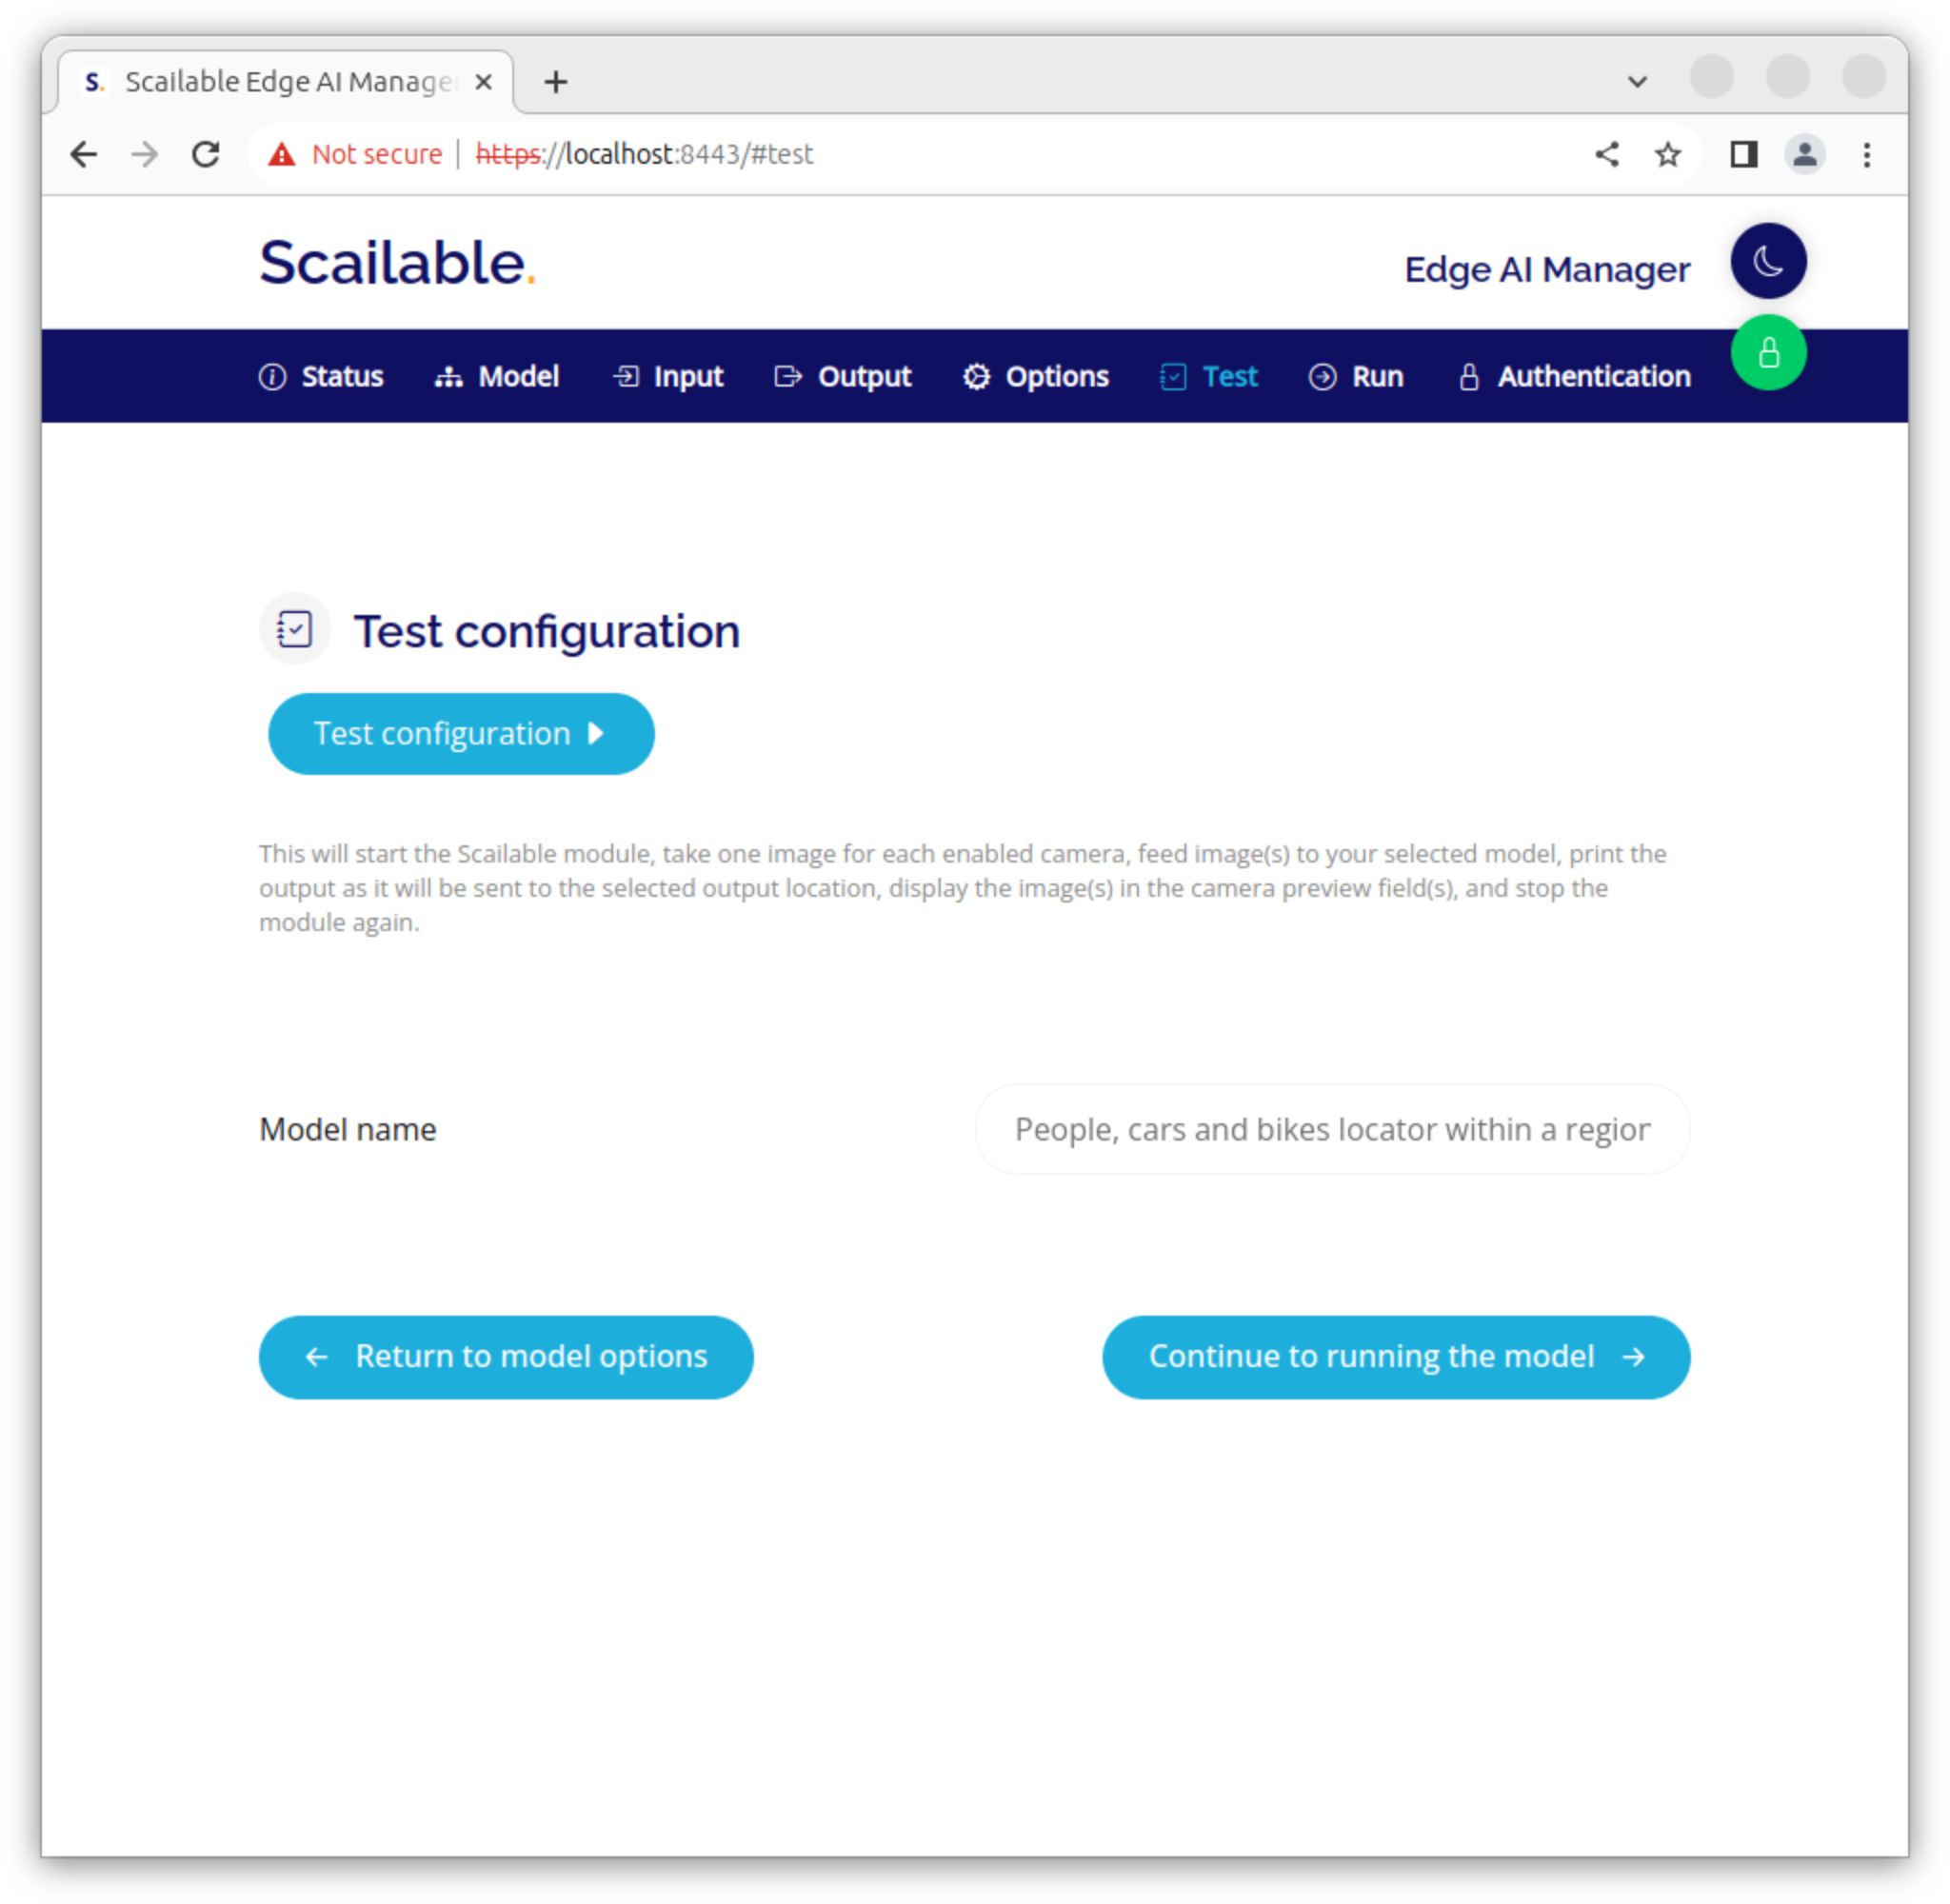 S. Scailable Edge AI Manage
Not secure | https://localhost:8443/#test
Scailable.
Edge AI Manager
Status Model Input Output Options Test Run Authentication
Test configuration
Test configuration
This will start the Scailable module, take one image for each enabled camera, feed image(s) to your selected model, print the
output as it will be sent to the selected output location, display the image(s) in the camera preview field(s), and stop the
module again.
Model name
People, cars and bikes locator within a region
Return to model options
Continue to running the model